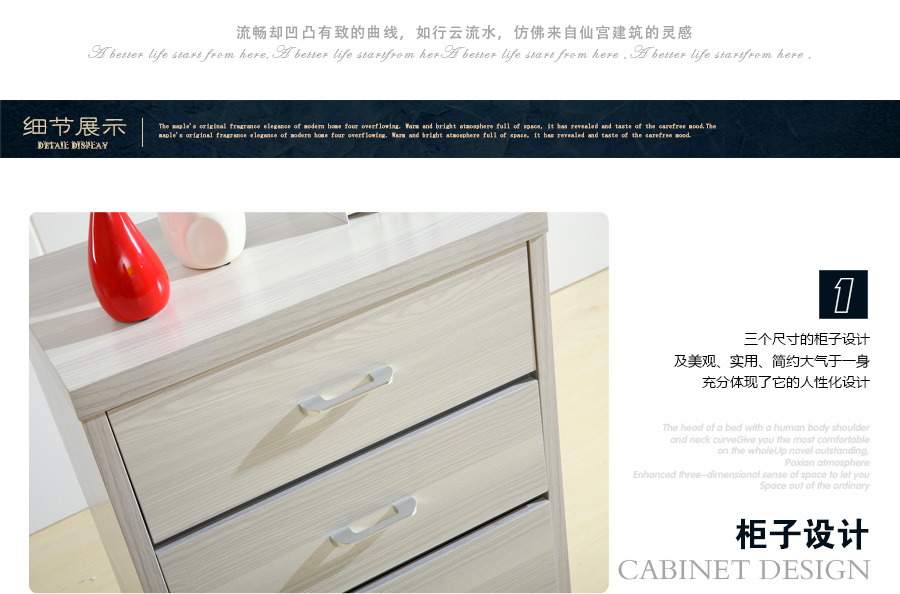 流畅却凹凸有致的曲线，如行云流水，仿佛来自仙宫建筑的灵感
A better life start from here,A better life startfrom herA better life start from here ,A better life startfrom here ,
细节展示
DETAIL DISPLAY
The maple's original fragrance elegance of modern home four overflowing. Warm and bright atmosphere full of space, it has revealed and taste of the carefree mood.The
maple's original fragrance elegance of modern home four overflowing. Warm and bright atmosphere full of space, it has revealed and taste of the carefree mood.
1
三个尺寸的柜子设计
及美观、实用、简约大气于一身
充分体现了它的人性化设计
The head of a bed with a human body shoulder
and neck curveGive you the most comfortable
on the wholeUp novel outstanding,
Paxian atmosphere
Enhanced three-dimensional sense of space to let you
Space out of the ordinary
柜子设计
CABINET DESIGN